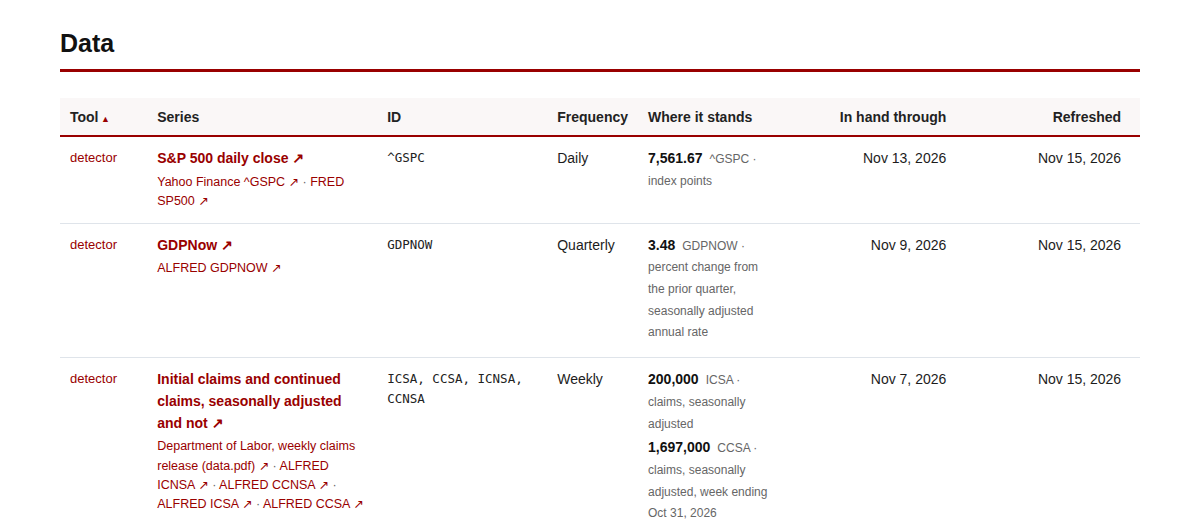 Data
Tool ▲ Series ID Frequency Where it stands In hand through Refreshed
detector S&P 500 daily close ↗ ^GSPC Daily 7,561.67 ^GSPC · Nov 13, 2026 Nov 15, 2026
Yahoo Finance ^GSPC ↗ · FRED index points
SP500 ↗
detector GDPNow ↗ GDPNOW Quarterly 3.48 GDPNOW · Nov 9, 2026 Nov 15, 2026
ALFRED GDPNOW ↗ percent change from
the prior quarter,
seasonally adjusted
annual rate
detector Initial claims and continued ICSA, CCSA, ICNSA, Weekly 200,000 ICSA · Nov 7, 2026 Nov 15, 2026
claims, seasonally adjusted CCNSA claims, seasonally
and not ↗ adjusted
Department of Labor, weekly claims 1,697,000 CCSA ·
release (data.pdf) ↗ · ALFRED claims, seasonally
ICNSA ↗ · ALFRED CCNSA ↗ · adjusted, week ending
ALFRED ICSA ↗ · ALFRED CCSA ↗ Oct 31, 2026